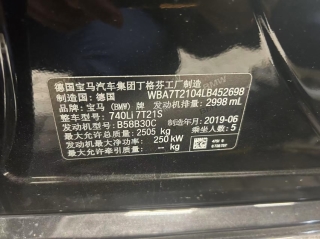 德国宝马汽车集团丁格芬工厂制造
制造国：德国 WBA7T2104LB452698
品牌：宝马（BMW）牌 发动机排量：2998 mL
整车型号：740Li 7T21S
发动机型号：B58B30C 制造年月：2019-06
最大允许总质量：2505 kg 乘坐人数：5
发动机最大净功率：250 kW
最大允许牵引质量：-- kg